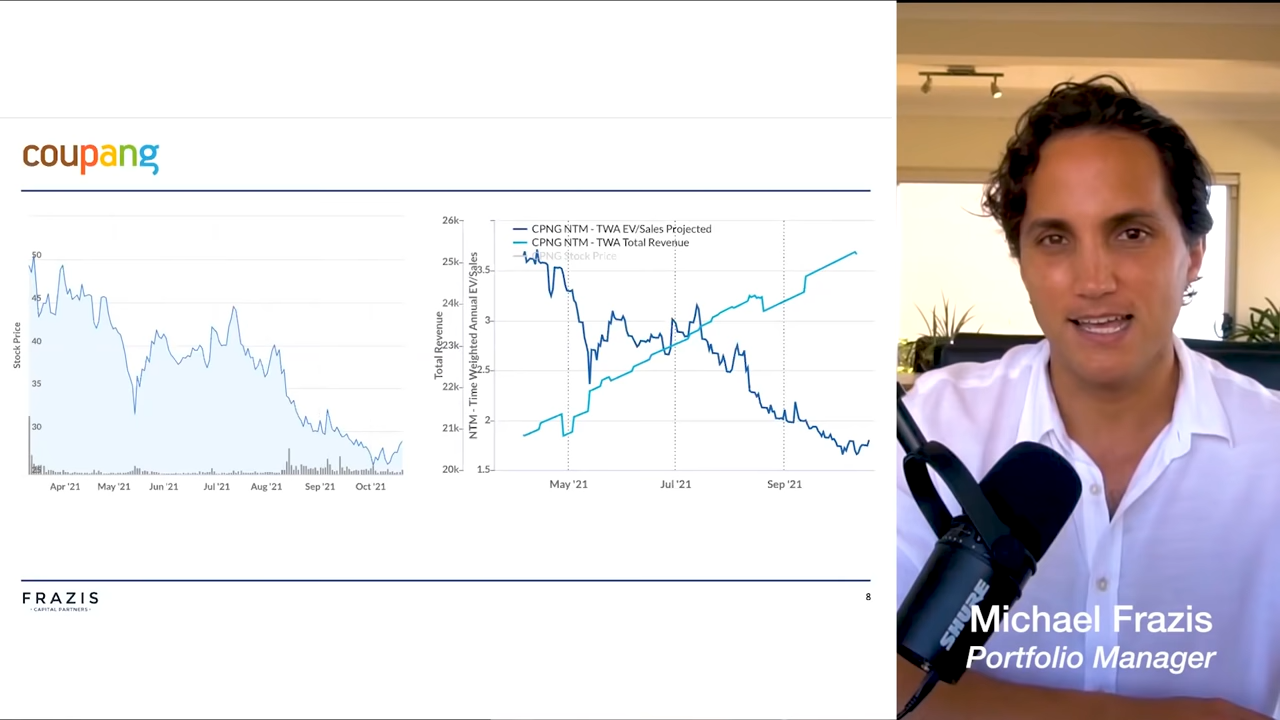 coupang
Stock Price
50
45
40
35
30
Apr '21 May '21 Jun '21 Jul '21 Aug '21 Sep '21 Oct '21
CPNG NTM - TWA EV/Sales Projected
CPNG NTM - TWA Total Revenue
CPNG Stock Price
Total Revenue
26k
25k
24k
23k
22k
21k
20k
NTM - Time Weighted Annual EV/Sales
3.5
3
2.5
2
1.5
May '21 Jul '21 Sep '21
FRAZIS
- CAPITAL PARTNERS -
8
SHURE
Michael Frazis
Portfolio Manager